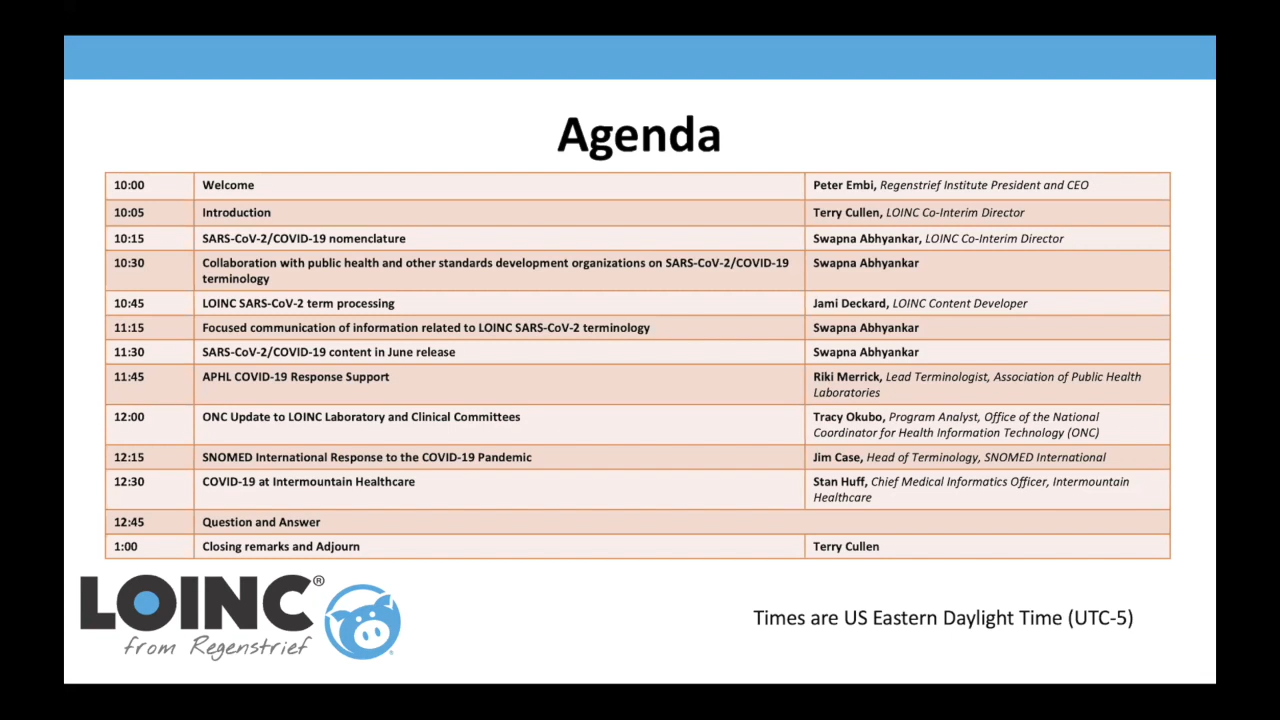 Agenda
10:00 Welcome Peter Embi, Regenstrief Institute President and CEO
10:05 Introduction Terry Cullen, LOINC Co-Interim Director
10:15 SARS-CoV-2/COVID-19 nomenclature Swapna Abhyankar, LOINC Co-Interim Director
10:30 Collaboration with public health and other standards development organizations on SARS-CoV-2/COVID-19 Swapna Abhyankar
terminology
10:45 LOINC SARS-CoV-2 term processing Jami Deckard, LOINC Content Developer
11:15 Focused communication of information related to LOINC SARS-CoV-2 terminology Swapna Abhyankar
11:30 SARS-CoV-2/COVID-19 content in June release Swapna Abhyankar
11:45 APHL COVID-19 Response Support Riki Merrick, Lead Terminologist, Association of Public Health
Laboratories
12:00 ONC Update to LOINC Laboratory and Clinical Committees Tracy Okubo, Program Analyst, Office of the National
Coordinator for Health Information Technology (ONC)
12:15 SNOMED International Response to the COVID-19 Pandemic Jim Case, Head of Terminology, SNOMED International
12:30 COVID-19 at Intermountain Healthcare Stan Huff, Chief Medical Informatics Officer, Intermountain
Healthcare
12:45 Question and Answer
1:00 Closing remarks and Adjourn Terry Cullen
LOINC®
from Regenstrief
Times are US Eastern Daylight Time (UTC-5)